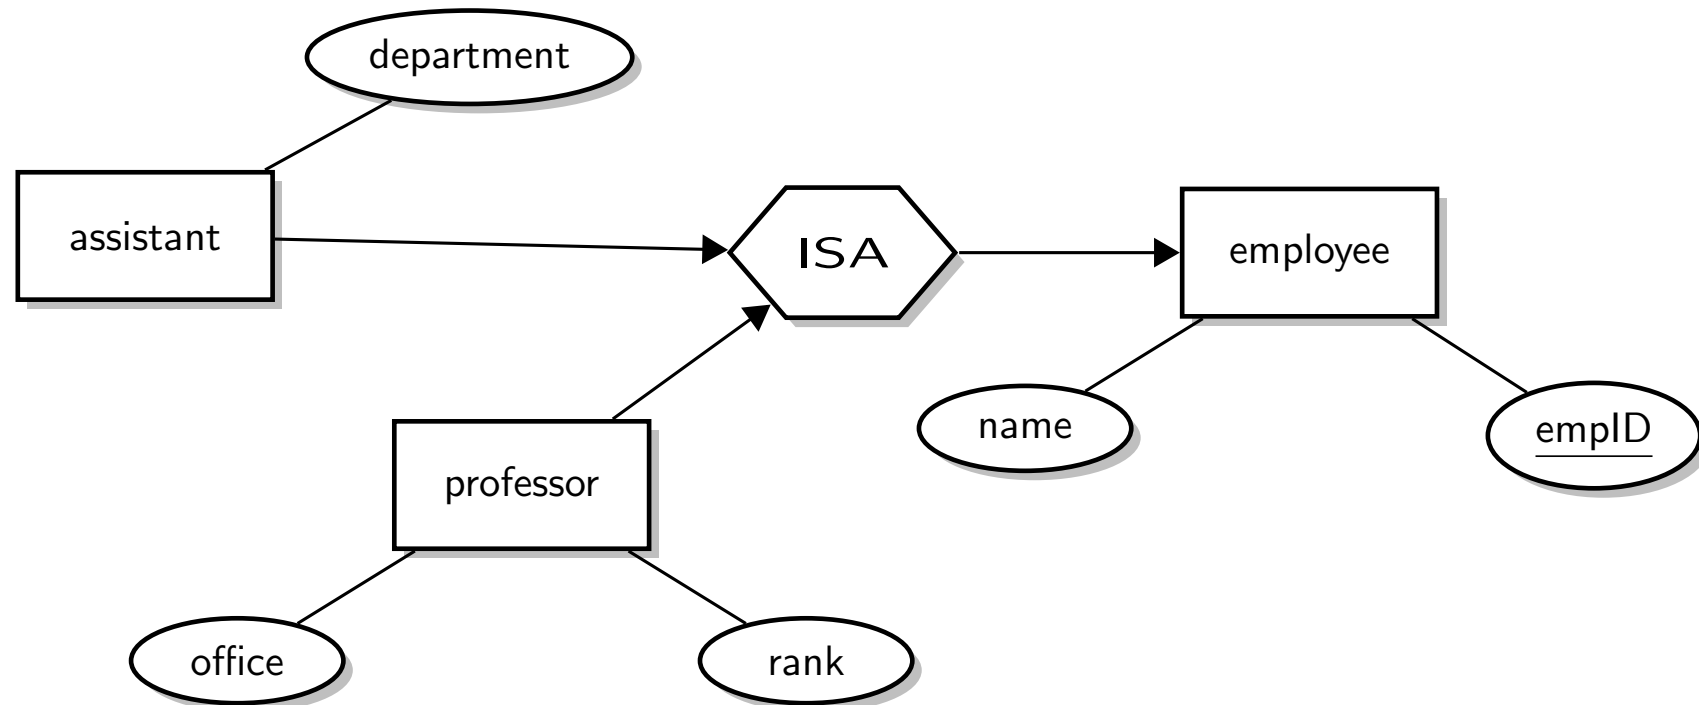 department
assistant
ISA
employee
name
empID
professor
office
rank